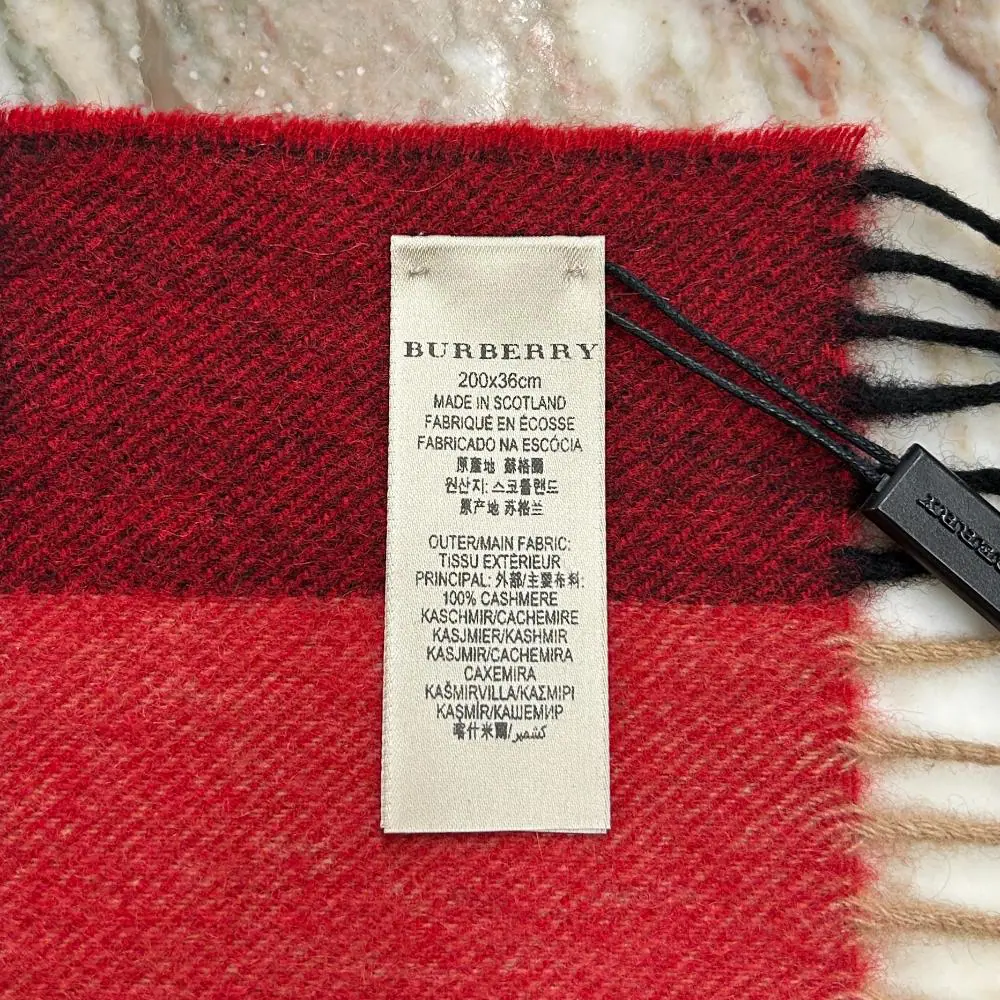 BURBERRY
200x36cm
MADE IN SCOTLAND
FABRIQUÉ EN ÉCOSSE
FABRICADO NA ESCÓCIA
原產地 蘇格蘭
원산지: 스코틀랜드
原产地 苏格兰
OUTER/MAIN FABRIC:
TISSU EXTÉRIEUR
PRINCIPAL: 外部/主要布料:
100% CASHMERE
KASCHMIR/CACHEMIRE
KASJMIER/KASHMIR
KASJMIR/CACHEMIRA
CAXEMIRA
KAŠMIRVILLA/ΚΑΣΜΙΡΙ
KAŞMİR/КАШЕМИР
喀什米爾/كشمير